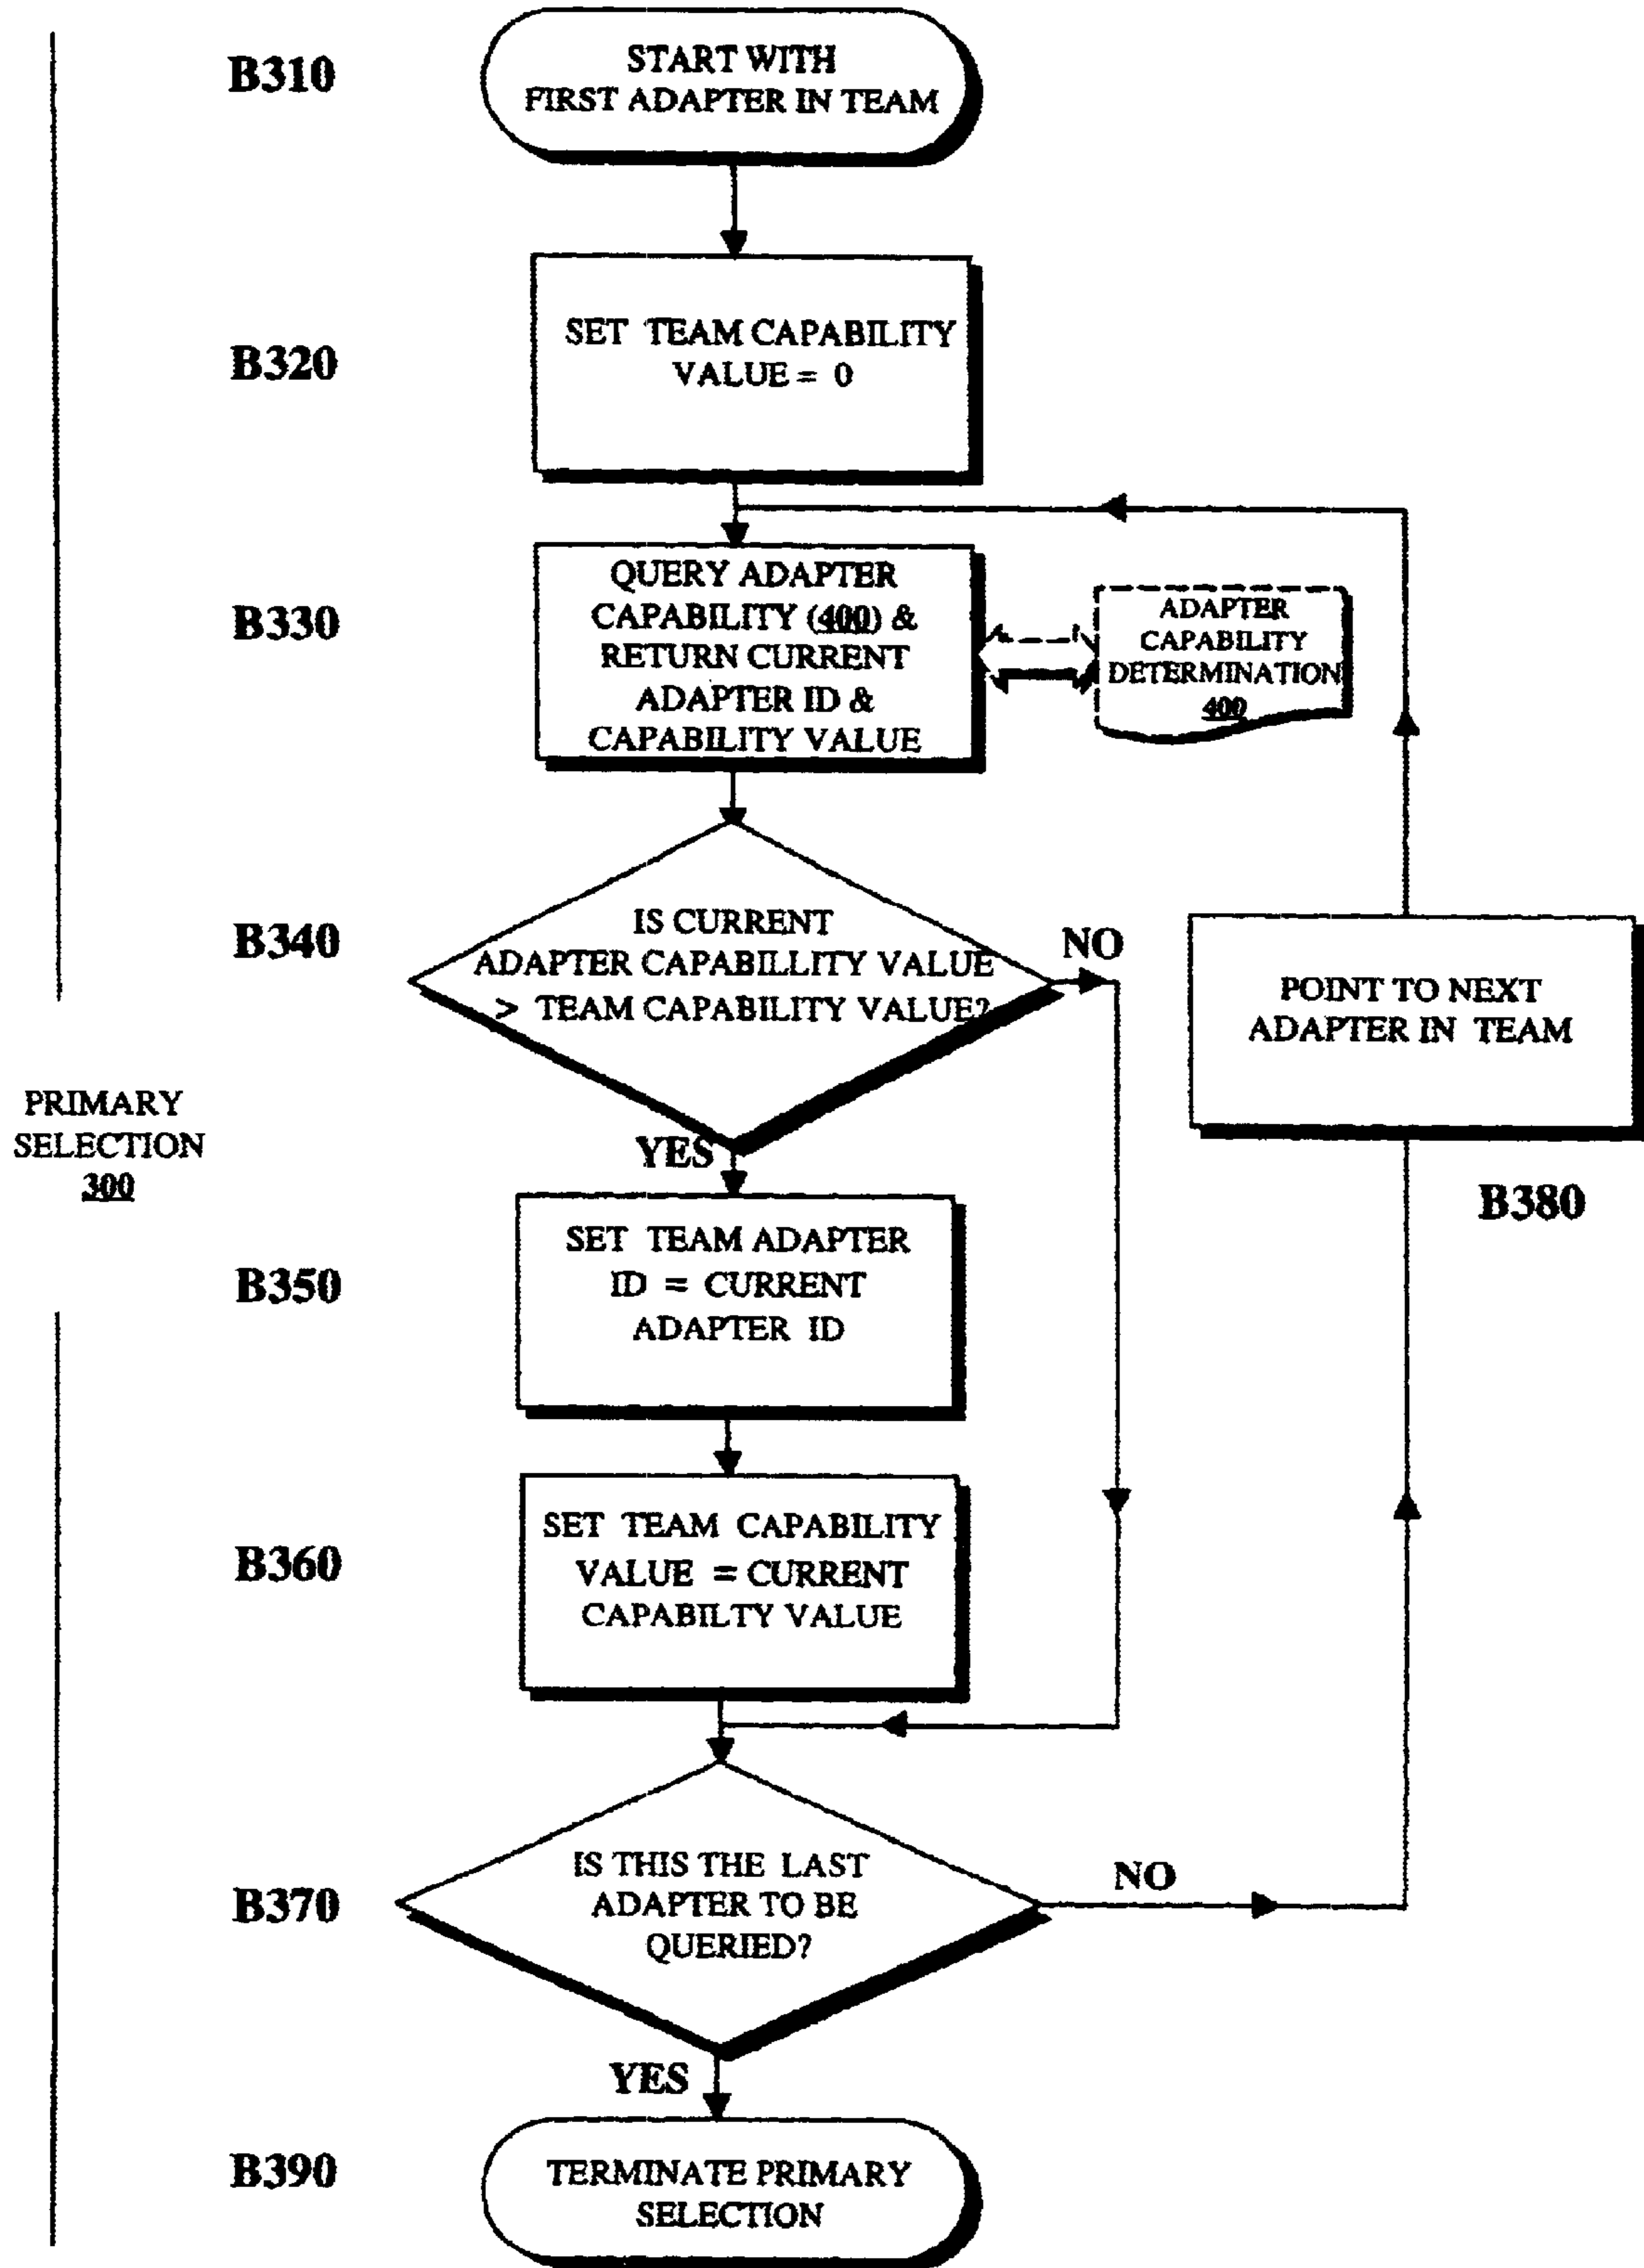 B310
START WITH
FIRST ADAPTER IN TEAM
B320
SET TEAM CAPABILITY
VALUE = 0
B330
QUERY ADAPTER
CAPABILITY (400) &
RETURN CURRENT
ADAPTER ID &
CAPABILITY VALUE
ADAPTER
CAPABILITY
DETERMINATION
400
B340
IS CURRENT
ADAPTER CAPABILLITY VALUE
> TEAM CAPABILITY VALUE?
NO
POINT TO NEXT
ADAPTER IN TEAM
B380
PRIMARY
SELECTION
300
YES
B350
SET TEAM ADAPTER
ID = CURRENT
ADAPTER ID
B360
SET TEAM CAPABILITY
VALUE = CURRENT
CAPABILTY VALUE
B370
IS THIS THE LAST
ADAPTER TO BE
QUERIED?
NO
YES
B390
TERMINATE PRIMARY
SELECTION